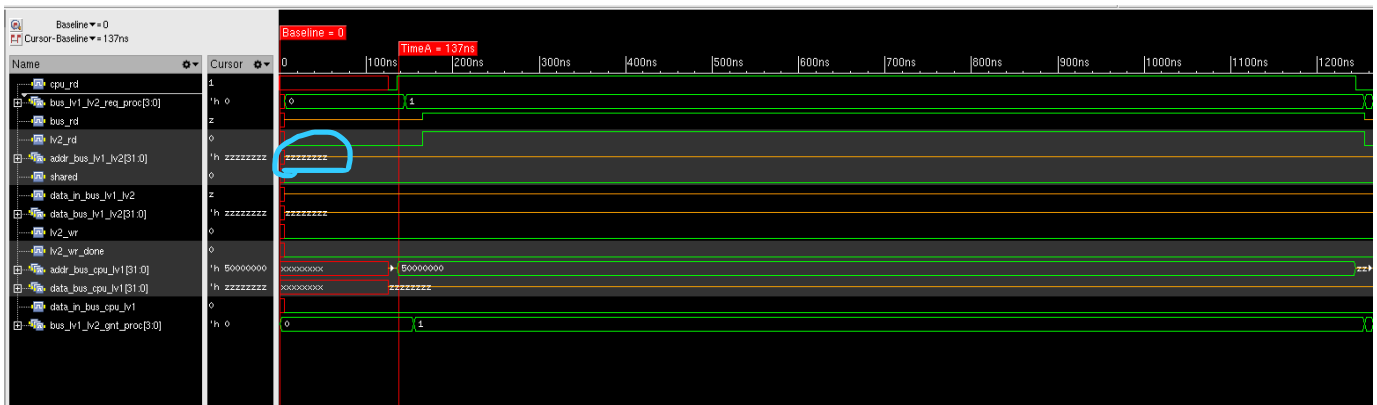 Baseline ▾ = 0
Cursor-Baseline ▾ = 137ns
Baseline = 0
TimeA = 137ns
Name Cursor 0 100ns 200ns 300ns 400ns 500ns 600ns 700ns 800ns 900ns 1000ns 1100ns 1200ns
cpu_rd 1
bus_lv1_lv2_req_proc[3:0] 'h 0 0 1
bus_rd z
lv2_rd 0
addr_bus_lv1_lv2[31:0] 'h zzzzzzzz zzzzzzzz
shared 0
data_in_bus_lv1_lv2 z
data_bus_lv1_lv2[31:0] 'h zzzzzzzz zzzzzzzz
lv2_wr 0
lv2_wr_done 0
addr_bus_cpu_lv1[31:0] 'h 50000000 xxxxxxxx 50000000 zz
data_bus_cpu_lv1[31:0] 'h zzzzzzzz xxxxxxxx zzzzzzzz
data_in_bus_cpu_lv1 0
bus_lv1_lv2_gnt_proc[3:0] 'h 0 0 1